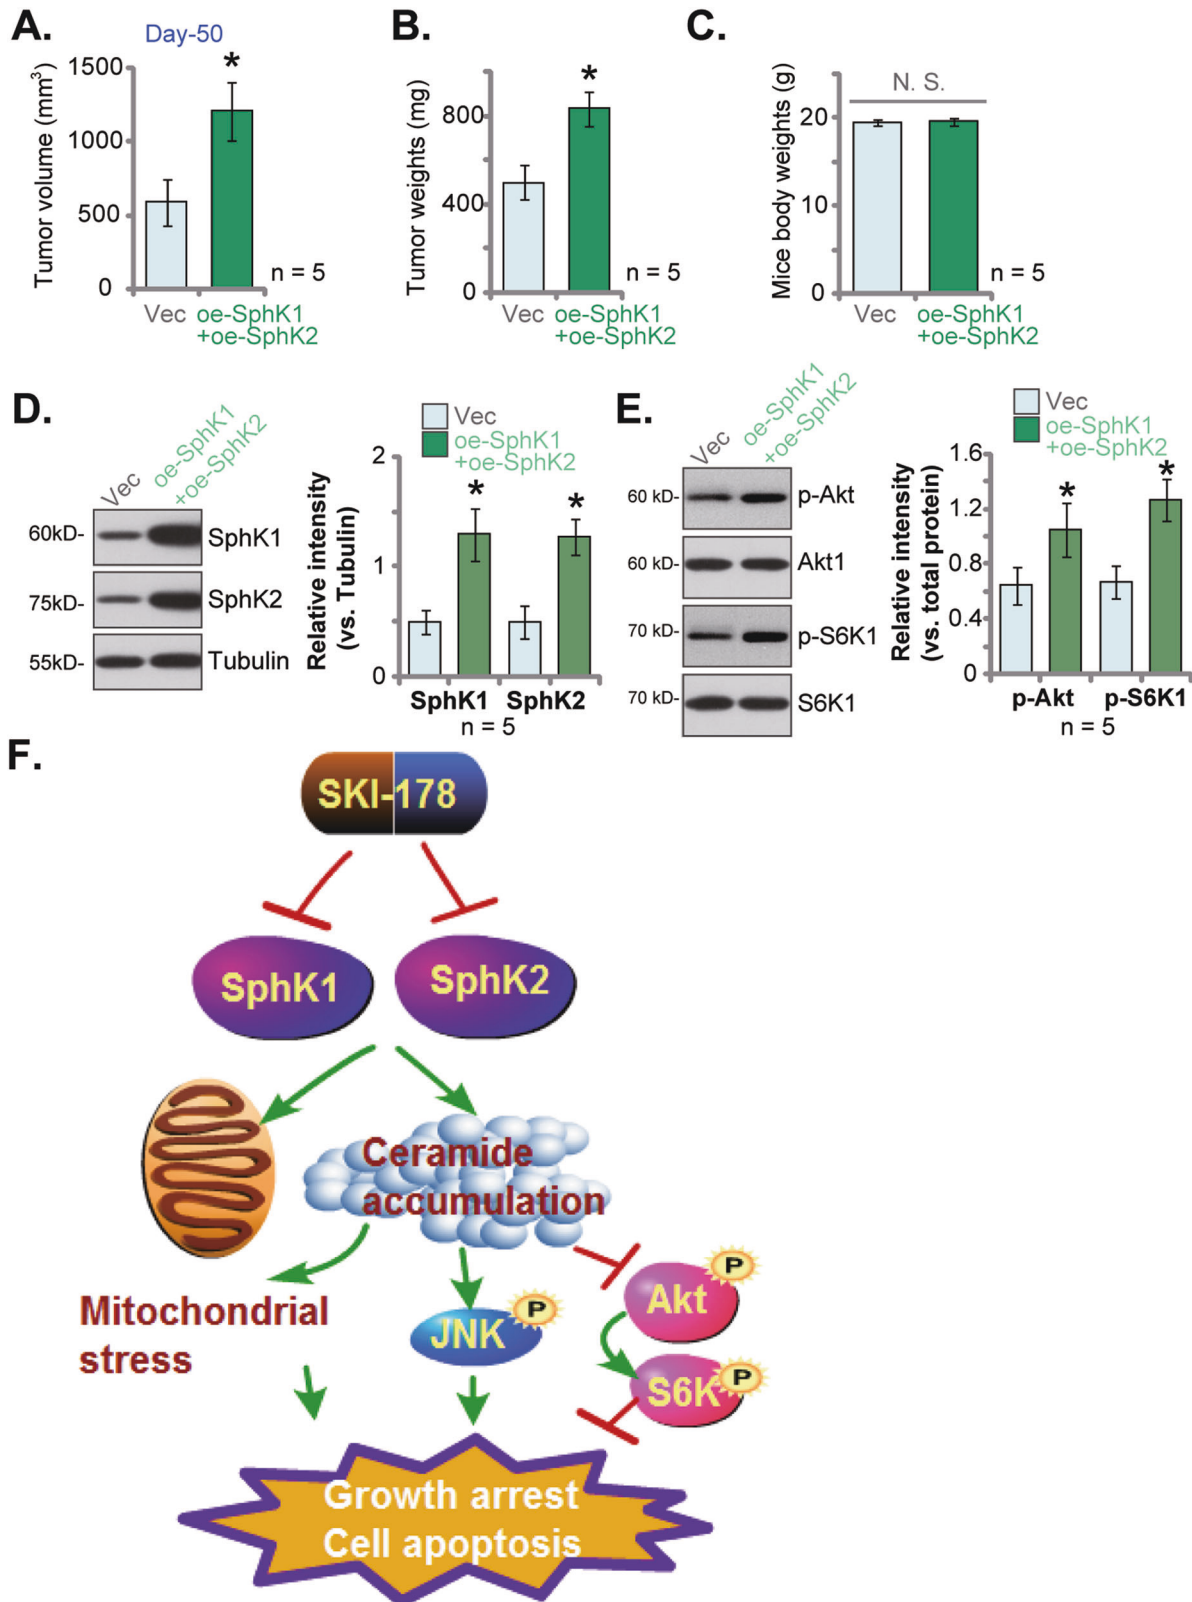 A.
Day-50
Tumor volume (mm³)
1500
1000
500
0
*
n = 5
Vec
oe-SphK1
+oe-SphK2
B.
Tumor weights (mg)
800
400
0
*
n = 5
Vec
oe-SphK1
+oe-SphK2
C.
Mice body weights (g)
20
10
0
N. S.
n = 5
Vec
oe-SphK1
+oe-SphK2
D.
Vec
oe-SphK1
+oe-SphK2
60kD-
SphK1
75kD-
SphK2
55kD-
Tubulin
Vec
oe-SphK1
+oe-SphK2
Relative intensity
(vs. Tubulin)
2
1
0
*
*
SphK1
SphK2
n = 5
E.
Vec
oe-SphK1
+oe-SphK2
60 kD-
p-Akt
60 kD-
Akt1
70 kD-
p-S6K1
70 kD-
S6K1
Vec
oe-SphK1
+oe-SphK2
Relative intensity
(vs. total protein)
1.6
1.2
0.8
0.4
0
*
*
p-Akt
p-S6K1
n = 5
F.
SKI-178
SphK1
SphK2
Ceramide
accumulation
Mitochondrial
stress
JNK
P
Akt
P
S6K
P
Growth arrest
Cell apoptosis